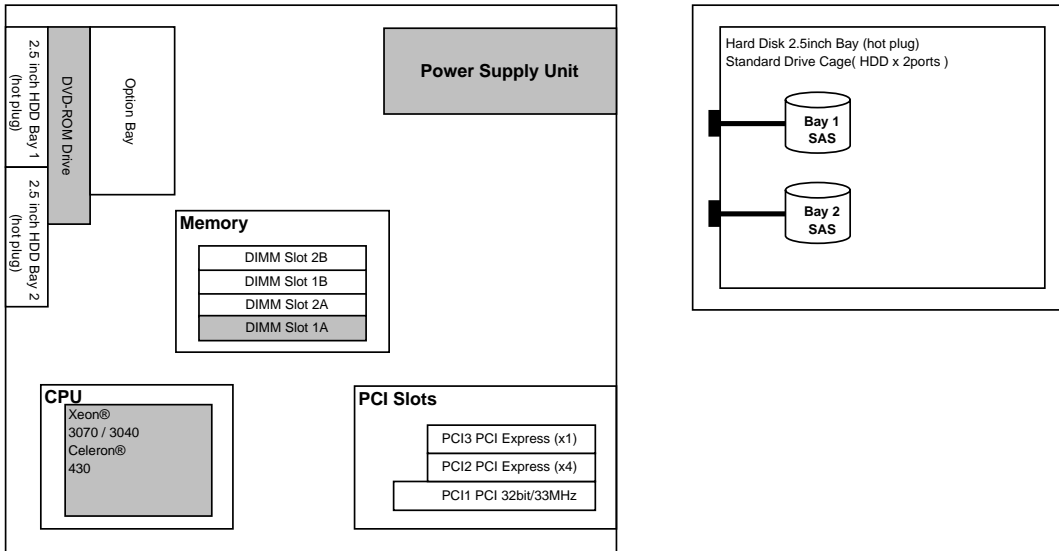 2.5 inch HDD Bay 1
(hot plug)
2.5 inch HDD Bay 2
(hot plug)
DVD-ROM Drive
Option Bay
Power Supply Unit
Memory
DIMM Slot 2B
DIMM Slot 1B
DIMM Slot 2A
DIMM Slot 1A
CPU
Xeon®
3070 / 3040
Celeron®
430
PCI Slots
PCI3 PCI Express (x1)
PCI2 PCI Express (x4)
PCI1 PCI 32bit/33MHz
Hard Disk 2.5inch Bay (hot plug)
Standard Drive Cage( HDD x 2ports )
Bay 1
SAS
Bay 2
SAS